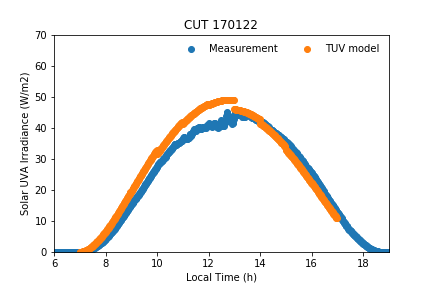 CUT 170122
Measurement
TUV model
70
60
50
40
30
20
10
0
Solar UVA Irradiance (W/m2)
6 8 10 12 14 16 18
Local Time (h)